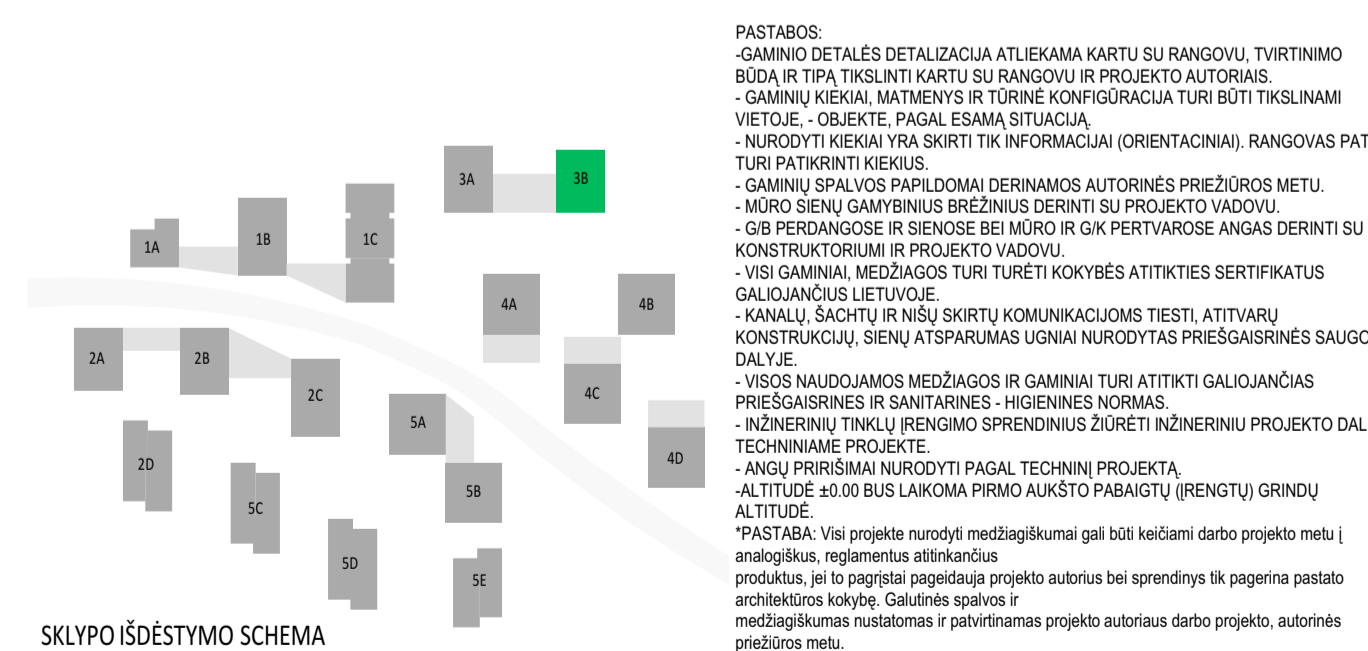 PASTABOS:
-GAMINIO DETALĖS DETALIZACIJA ATLIEKAMA KARTU SU RANGOVU, TVIRTINIMO
BŪDĄ IR TIPĄ TIKSLINTI KARTU SU RANGOVU IR PROJEKTO AUTORIAIS.
- GAMINIŲ KIEKIAI, MATMENYS IR TŪRINĖ KONFIGŪRACIJA TURI BŪTI TIKSLINAMI
VIETOJE, - OBJEKTE, PAGAL ESAMĄ SITUACIJĄ.
- NURODYTI KIEKIAI YRA SKIRTI TIK INFORMACIJAI (ORIENTACINIAI). RANGOVAS PAT
TURI PATIKRINTI KIEKIUS.
- GAMINIŲ SPALVOS PAPILDOMAI DERINAMOS AUTORINĖS PRIEŽIŪROS METU.
- MŪRO SIENŲ GAMYBINIUS BRĖŽINIUS DERINTI SU PROJEKTO VADOVU.
- G/B PERDANGOSE IR SIENOSE BEI MŪRO IR G/K PERTVAROSE ANGAS DERINTI SU
KONSTRUKTORIUMI IR PROJEKTO VADOVU.
- VISI GAMINIAI, MEDŽIAGOS TURI TURĖTI KOKYBĖS ATITIKTIES SERTIFIKATUS
GALIOJANČIUS LIETUVOJE.
- KANALŲ, ŠACHTŲ IR NIŠŲ SKIRTŲ KOMUNIKACIJOMS TIESTI, ATITVARŲ
KONSTRUKCIJŲ, SIENŲ ATSPARUMAS UGNIAI NURODYTAS PRIEŠGAISRINĖS SAUGO
DALYJE.
- VISOS NAUDOJAMOS MEDŽIAGOS IR GAMINIAI TURI ATITIKTI GALIOJANČIAS
PRIEŠGAISRINES IR SANITARINES - HIGIENINES NORMAS.
- INŽINERINIŲ TINKLŲ ĮRENGIMO SPRENDINIUS ŽIŪRĖTI INŽINERINIU PROJEKTO DAL
TECHNINIAME PROJEKTE.
- ANGŲ PRIRIŠIMAI NURODYTI PAGAL TECHNINĮ PROJEKTĄ.
-ALTITUDĖ ±0.00 BUS LAIKOMA PIRMO AUKŠTO PABAIGTŲ (ĮRENGTŲ) GRINDŲ
ALTITUDĖ.
*PASTABA: Visi projekte nurodyti medžiagiškumai gali būti keičiami darbo projekto metu į
analogiškus, reglamentus atitinkančius
produktus, jei to pagrįstai pageidauja projekto autorius bei sprendinys tik pagerina pastato
architektūros kokybę. Galutinės spalvos ir
medžiagiškumas nustatomas ir patvirtinamas projekto autoriaus darbo projekto, autorinės
priežiūros metu.
3A
3B
1A
1B
1C
4A
4B
2A
2B
2C
4C
5A
4D
2D
5B
5C
5D
5E
SKLYPO IŠDĖSTYMO SCHEMA